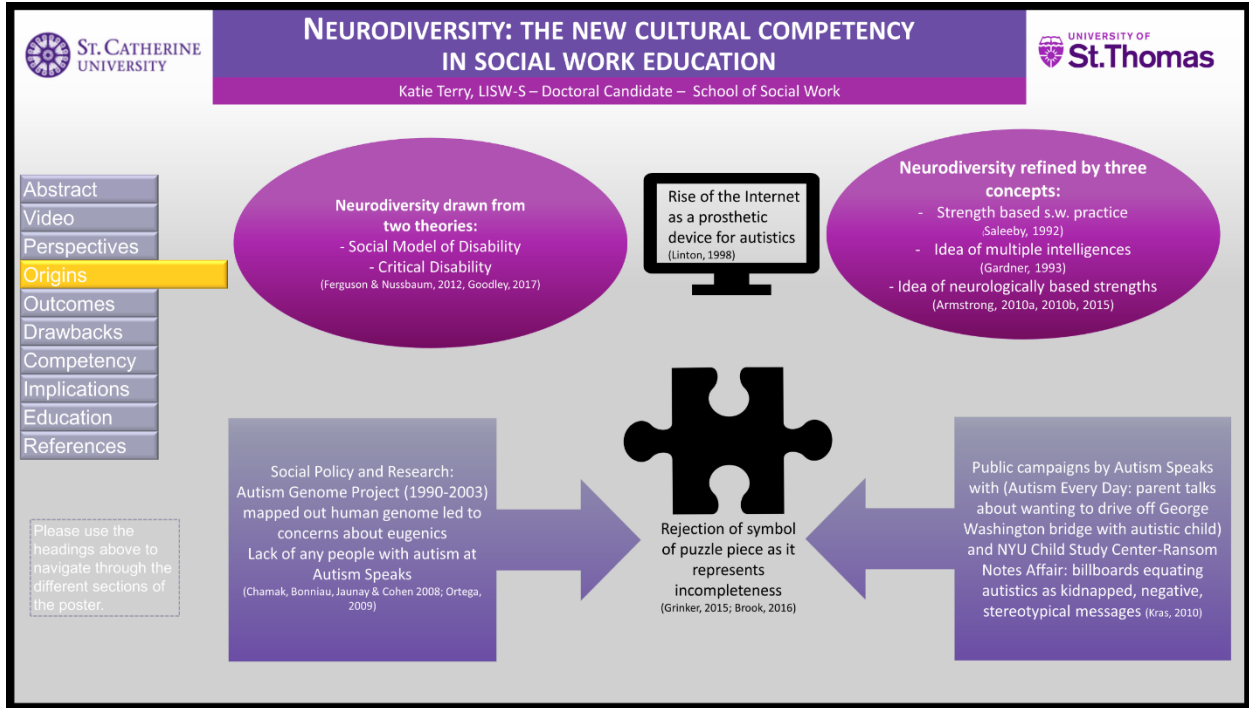 ST. CATHERINE
UNIVERSITY
NEURODIVERSITY: THE NEW CULTURAL COMPETENCY
IN SOCIAL WORK EDUCATION
Katie Terry, LISW-S – Doctoral Candidate – School of Social Work
UNIVERSITY OF
St.Thomas
Abstract
Video
Perspectives
Origins
Outcomes
Drawbacks
Competency
Implications
Education
References
Please use the
headings above to
navigate through the
different sections of
the poster.
Neurodiversity drawn from
two theories:
- Social Model of Disability
- Critical Disability
(Ferguson & Nussbaum, 2012, Goodley, 2017)
Rise of the Internet
as a prosthetic
device for autistics
(Linton, 1998)
Neurodiversity refined by three
concepts:
- Strength based s.w. practice
(Saleeby, 1992)
- Idea of multiple intelligences
(Gardner, 1993)
- Idea of neurologically based strengths
(Armstrong, 2010a, 2010b, 2015)
Social Policy and Research:
Autism Genome Project (1990-2003)
mapped out human genome led to
concerns about eugenics
Lack of any people with autism at
Autism Speaks
(Chamak, Bonniau, Jaunay & Cohen 2008; Ortega,
2009)
Rejection of symbol
of puzzle piece as it
represents
incompleteness
(Grinker, 2015; Brook, 2016)
Public campaigns by Autism Speaks
with (Autism Every Day: parent talks
about wanting to drive off George
Washington bridge with autistic child)
and NYU Child Study Center-Ransom
Notes Affair: billboards equating
autistics as kidnapped, negative,
stereotypical messages (Kras, 2010)